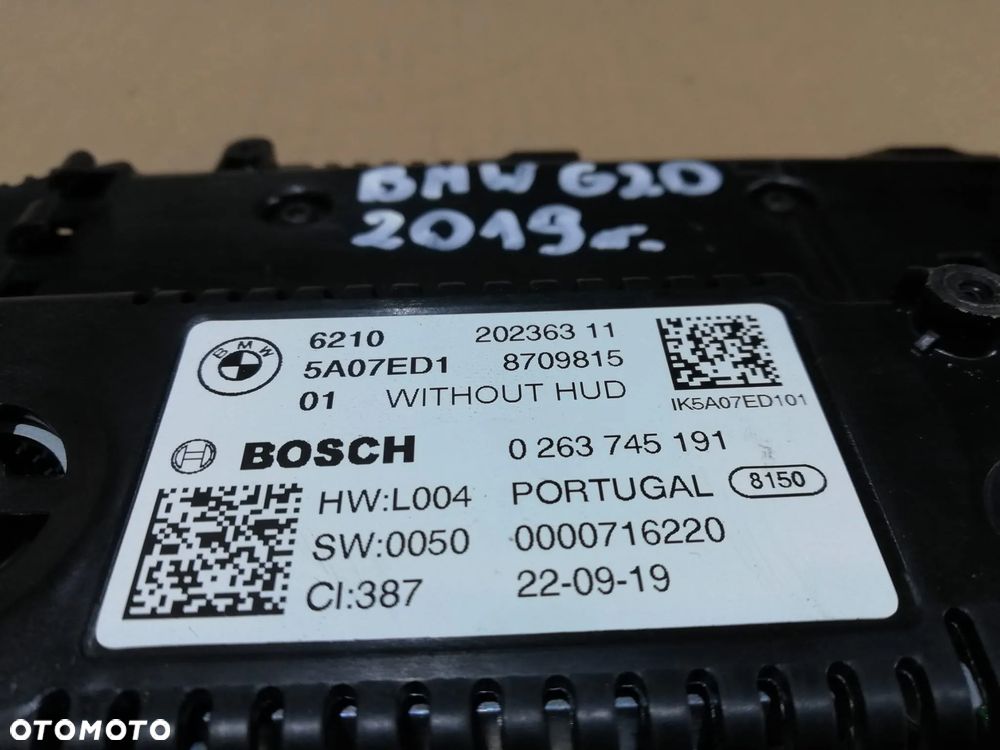 BMW G20
2019r.
BMW
6210 202363 11
5A07ED1 8709815
01 WITHOUT HUD
IK5A07ED101
BOSCH 0 263 745 191
HW:L004 PORTUGAL 8150
SW:0050 0000716220
CI:387 22-09-19
OTOMOTO